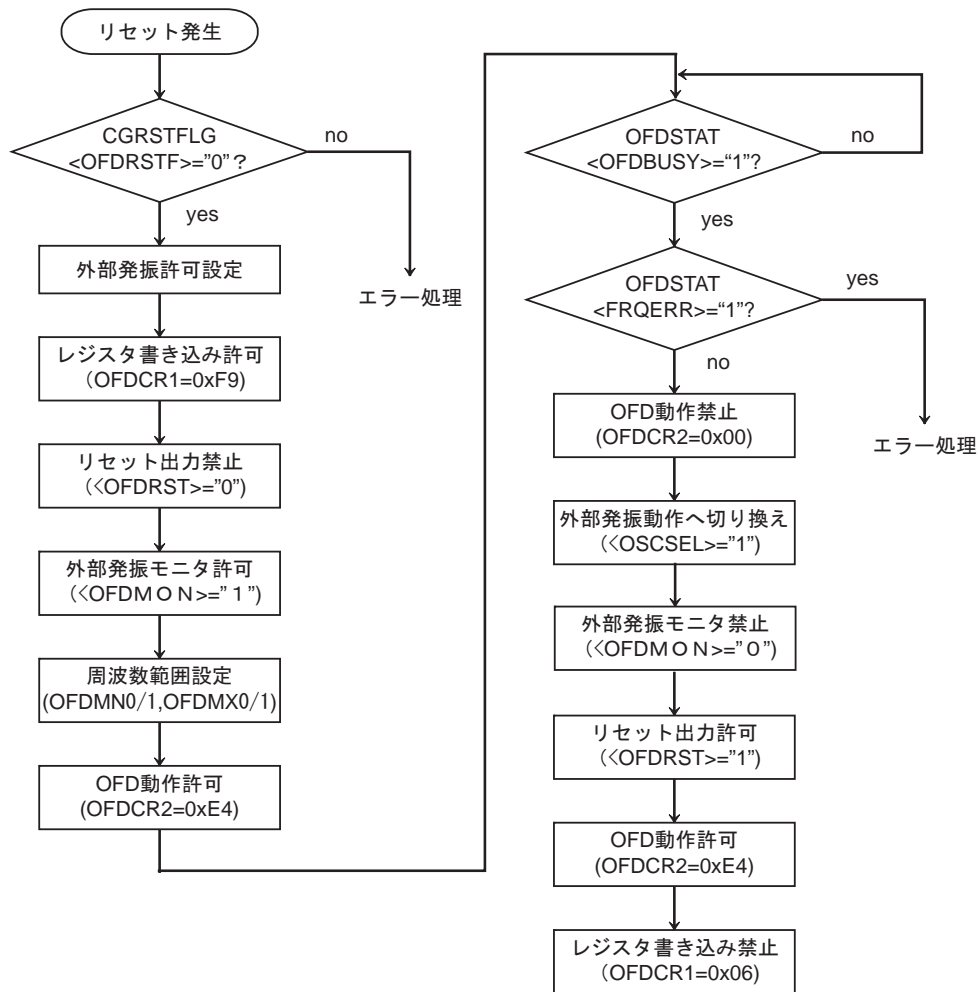 リセット発生
CGRSTFLG
<OFDRSTF>="0"?
no
yes
エラー処理
外部発振許可設定
レジスタ書き込み許可
(OFDCR1=0xF9)
リセット出力禁止
(<OFDRST>="0")
外部発振モニタ許可
(<OFDMON>="1")
周波数範囲設定
(OFDMN0/1,OFDMX0/1)
OFD動作許可
(OFDCR2=0xE4)
OFDSTAT
<OFDBUSY>="1"?
no
yes
OFDSTAT
<FRQERR>="1"?
yes
no
エラー処理
OFD動作禁止
(OFDCR2=0x00)
外部発振動作へ切り換え
(<OSCSEL>="1")
外部発振モニタ禁止
(<OFDMON>="0")
リセット出力許可
(<OFDRST>="1")
OFD動作許可
(OFDCR2=0xE4)
レジスタ書き込み禁止
(OFDCR1=0x06)